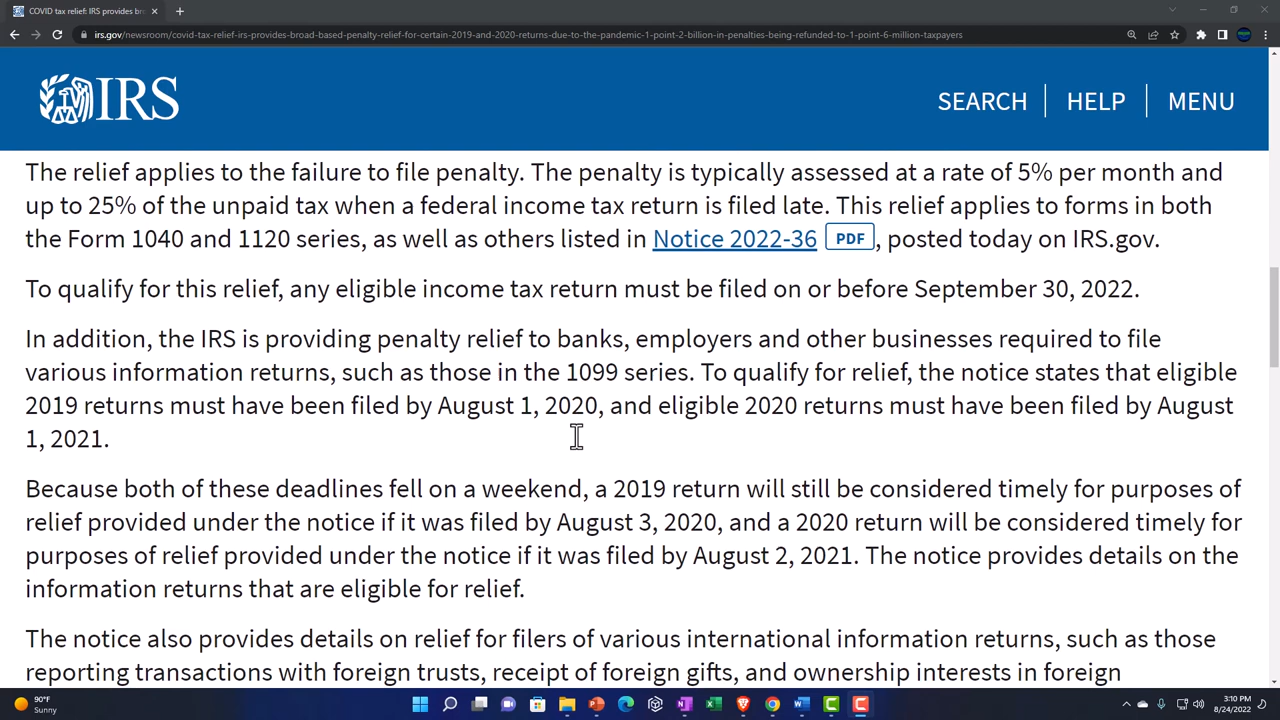 COVID tax relief: IRS provides bro
irs.gov/newsroom/covid-tax-relief-irs-provides-broad-based-penalty-relief-for-certain-2019-and-2020-returns-due-to-the-pandemic-1-point-2-billion-in-penalties-being-refunded-to-1-point-6-million-taxpayers
IRS
SEARCH HELP MENU
The relief applies to the failure to file penalty. The penalty is typically assessed at a rate of 5% per month and
up to 25% of the unpaid tax when a federal income tax return is filed late. This relief applies to forms in both
the Form 1040 and 1120 series, as well as others listed in Notice 2022-36 PDF, posted today on IRS.gov.
To qualify for this relief, any eligible income tax return must be filed on or before September 30, 2022.
In addition, the IRS is providing penalty relief to banks, employers and other businesses required to file
various information returns, such as those in the 1099 series. To qualify for relief, the notice states that eligible
2019 returns must have been filed by August 1, 2020, and eligible 2020 returns must have been filed by August
1, 2021.
Because both of these deadlines fell on a weekend, a 2019 return will still be considered timely for purposes of
relief provided under the notice if it was filed by August 3, 2020, and a 2020 return will be considered timely for
purposes of relief provided under the notice if it was filed by August 2, 2021. The notice provides details on the
information returns that are eligible for relief.
The notice also provides details on relief for filers of various international information returns, such as those
reporting transactions with foreign trusts, receipt of foreign gifts, and ownership interests in foreign
90°F
Sunny
3:10 PM
8/24/2022